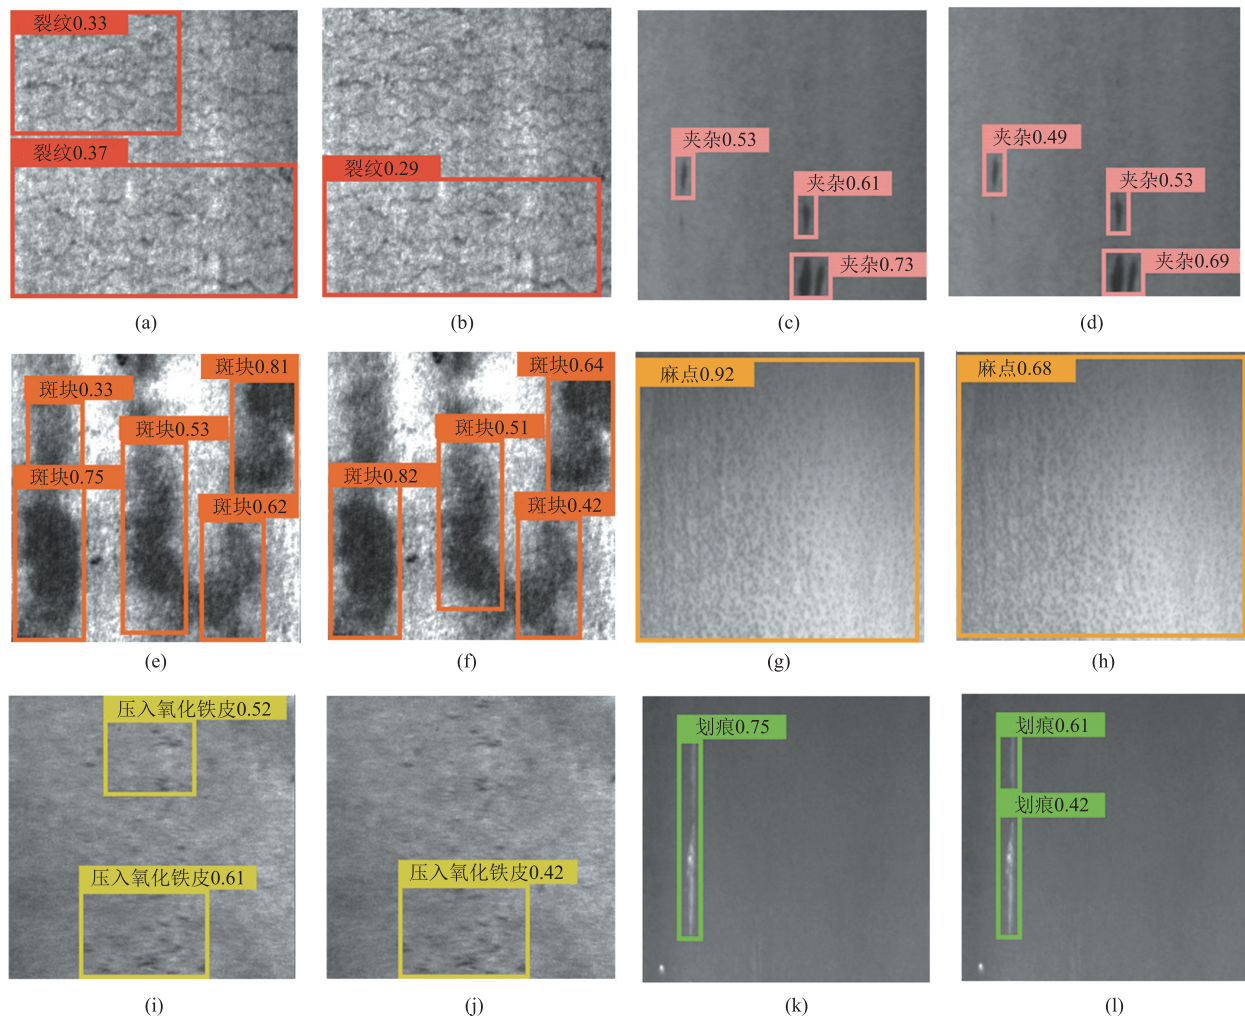 裂纹0.33
裂纹0.37
裂纹0.29
夹杂0.53
夹杂0.61
夹杂0.73
夹杂0.49
夹杂0.53
夹杂0.69
(a)
(b)
(c)
(d)
斑块0.81
斑块0.33
斑块0.53
斑块0.75
斑块0.62
斑块0.64
斑块0.51
斑块0.82
斑块0.42
麻点0.92
麻点0.68
(e)
(f)
(g)
(h)
压入氧化铁皮0.52
压入氧化铁皮0.61
压入氧化铁皮0.42
划痕0.75
划痕0.61
划痕0.42
(i)
(j)
(k)
(l)